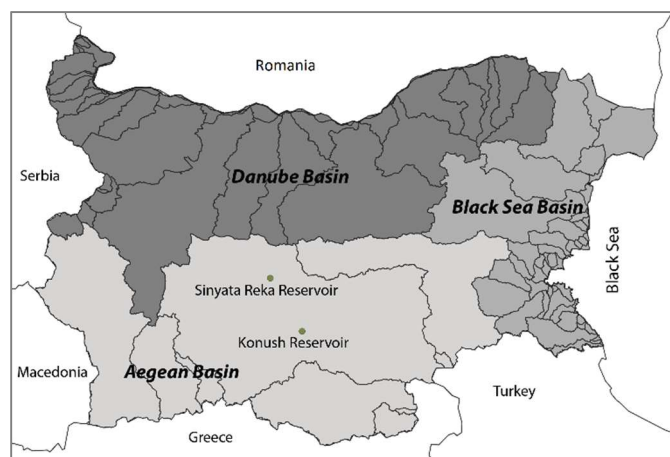 Romania
Serbia
Danube Basin
Black Sea Basin
Black Sea
Sinyata Reka Reservoir
Konush Reservoir
Macedonia
Aegean Basin
Turkey
Greece